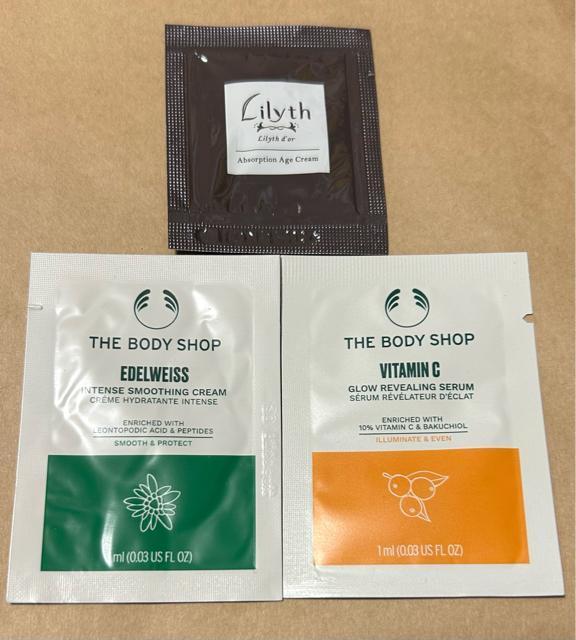 Lilyth
Lilyth d'or
Absorption Age Cream
THE BODY SHOP
EDELWEISS
INTENSE SMOOTHING CREAM
CRÈME HYDRATANTE INTENSE
ENRICHED WITH
LEONTOPODIC ACID & PEPTIDES
SMOOTH & PROTECT
ml (0.03 US FL OZ)
THE BODY SHOP
VITAMIN C
GLOW REVEALING SERUM
SÉRUM RÉVÉLATEUR D'ÉCLAT
ENRICHED WITH
10% VITAMIN C & BAKUCHIOL
ILLUMINATE & EVEN
1 ml (0.03 US FL OZ)